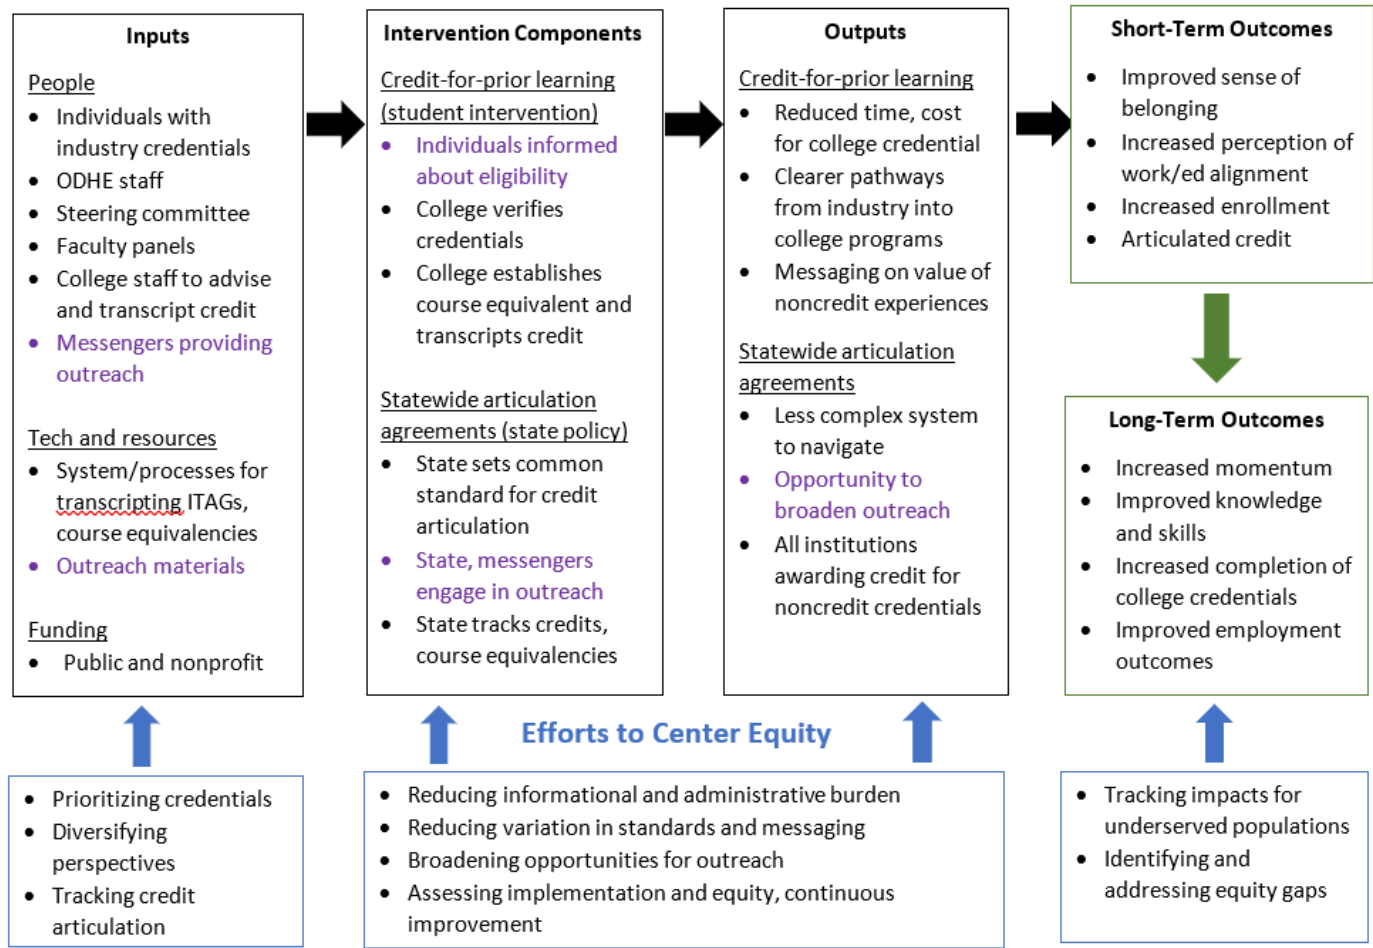 Inputs
People
• Individuals with
industry credentials
• ODHE staff
• Steering committee
• Faculty panels
• College staff to advise
and transcript credit
• Messengers providing
outreach
Tech and resources
• System/processes for
transcripting ITAGs,
course equivalencies
• Outreach materials
Funding
• Public and nonprofit
Intervention Components
Credit-for-prior learning
(student intervention)
• Individuals informed
about eligibility
• College verifies
credentials
• College establishes
course equivalent and
transcripts credit
Statewide articulation
agreements (state policy)
• State sets common
standard for credit
articulation
• State, messengers
engage in outreach
• State tracks credits,
course equivalencies
Outputs
Credit-for-prior learning
• Reduced time, cost
for college credential
• Clearer pathways
from industry into
college programs
• Messaging on value of
noncredit experiences
Statewide articulation
agreements
• Less complex system
to navigate
• Opportunity to
broaden outreach
• All institutions
awarding credit for
noncredit credentials
Short-Term Outcomes
• Improved sense of
belonging
• Increased perception of
work/ed alignment
• Increased enrollment
• Articulated credit
Long-Term Outcomes
• Increased momentum
• Improved knowledge
and skills
• Increased completion of
college credentials
• Improved employment
outcomes
Efforts to Center Equity
• Prioritizing credentials
• Diversifying
perspectives
• Tracking credit
articulation
• Reducing informational and administrative burden
• Reducing variation in standards and messaging
• Broadening opportunities for outreach
• Assessing implementation and equity, continuous
improvement
• Tracking impacts for
underserved populations
• Identifying and
addressing equity gaps